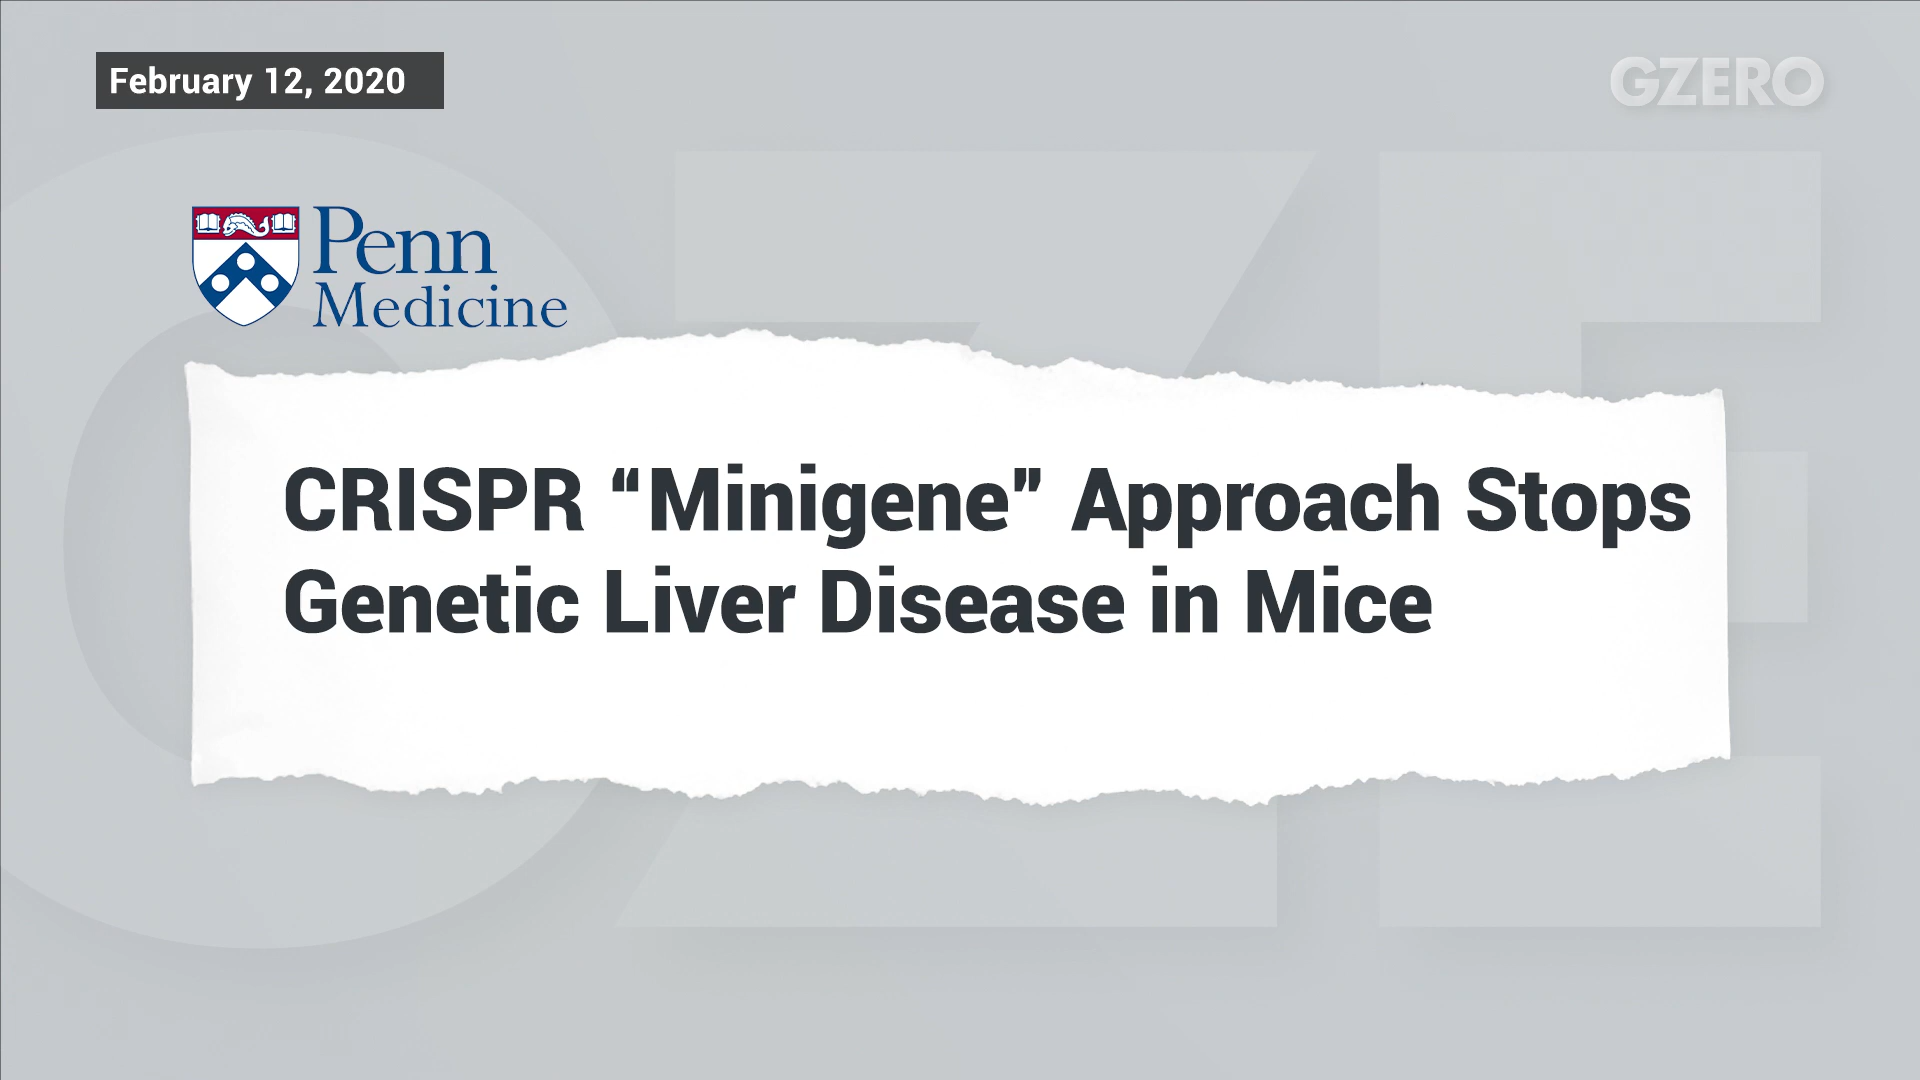 February 12, 2020
GZERO
Penn
Medicine
CRISPR “Minigene” Approach Stops
Genetic Liver Disease in Mice